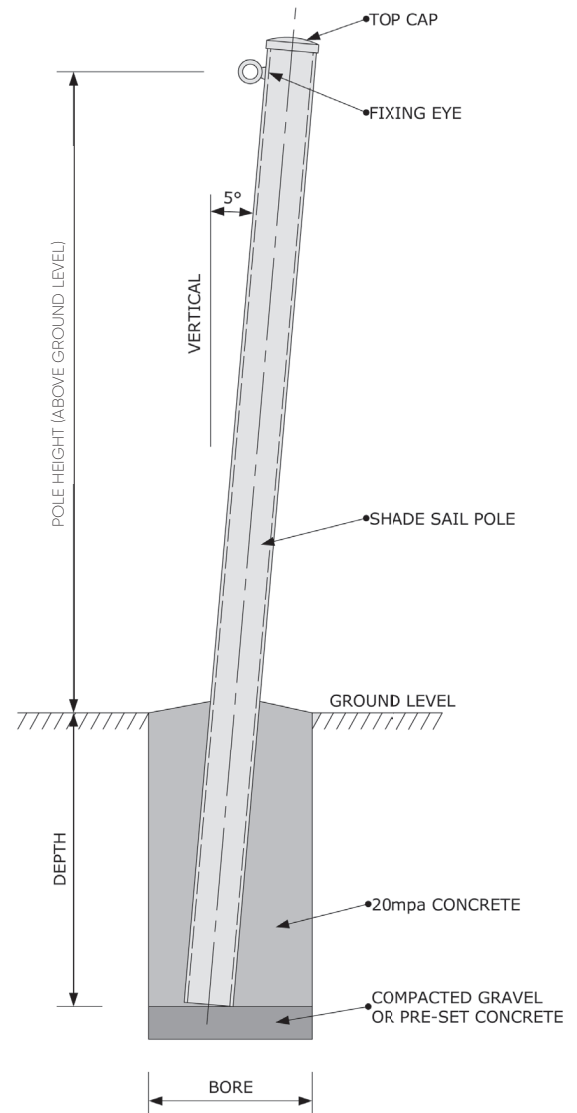 TOP CAP
FIXING EYE
5°
VERTICAL
POLE HEIGHT (ABOVE GROUND LEVEL)
SHADE SAIL POLE
GROUND LEVEL
DEPTH
20mpa CONCRETE
COMPACTED GRAVEL
OR PRE-SET CONCRETE
BORE